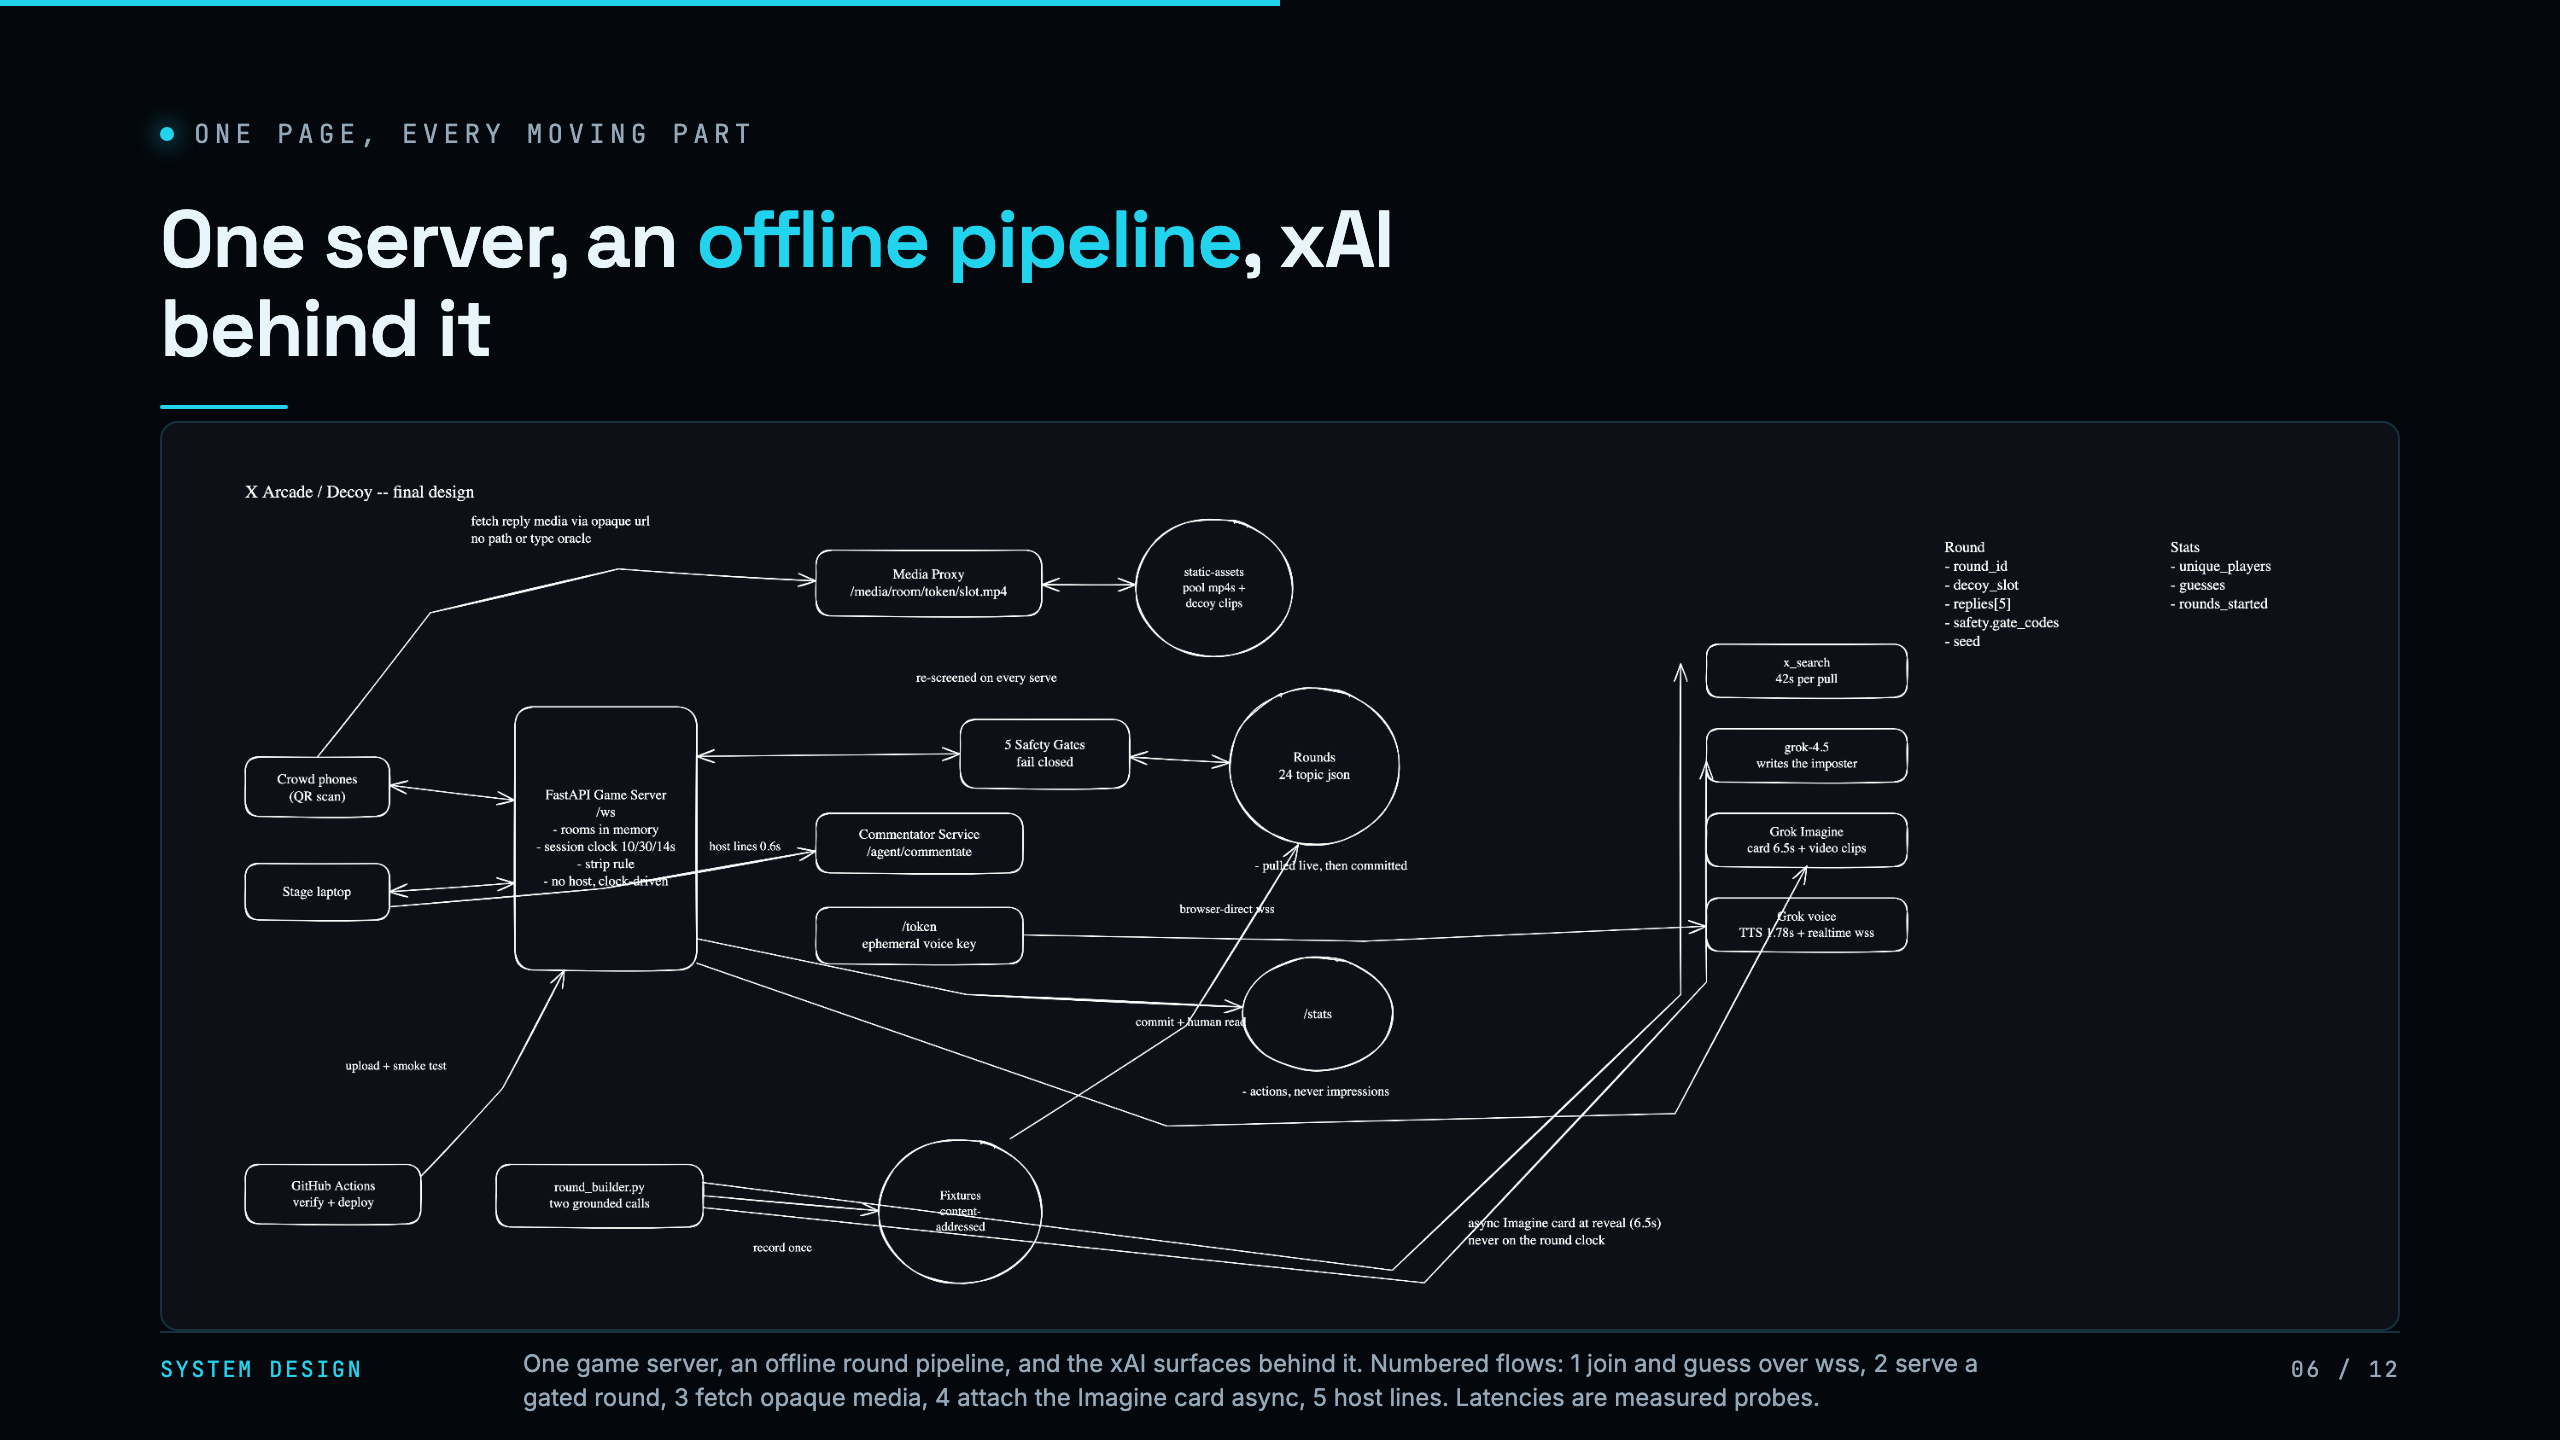 ONE PAGE, EVERY MOVING PART
One server, an offline pipeline, xAI
behind it
X Arcade / Decoy -- final design
fetch reply media via opaque url
no path or type oracle
Media Proxy
/media/room/token/slot.mp4
static-assets
pool mp4s +
decoy clips
Round
- round_id
- decoy_slot
- replies[5]
- safety.gate_codes
- seed
Stats
- unique_players
- guesses
- rounds_started
re-screened on every serve
x_search
42s per pull
5 Safety Gates
fail closed
Rounds
24 topic json
grok-4.5
writes the imposter
Crowd phones
(QR scan)
FastAPI Game Server
/ws
- rooms in memory
- session clock 10/30/14s
- strip rule
- no host, clock-driven
host lines 0.6s
Commentator Service
/agent/commentate
Grok Imagine
card 6.5s + video clips
- pulled live, then committed
Stage laptop
browser-direct wss
/token
ephemeral voice key
Grok voice
TTS 1.78s + realtime wss
/stats
commit + human read
- actions, never impressions
upload + smoke test
GitHub Actions
verify + deploy
round_builder.py
two grounded calls
Fixtures
content-
addressed
record once
async Imagine card at reveal (6.5s)
never on the round clock
SYSTEM DESIGN
One game server, an offline round pipeline, and the xAI surfaces behind it. Numbered flows: 1 join and guess over wss, 2 serve a
gated round, 3 fetch opaque media, 4 attach the Imagine card async, 5 host lines. Latencies are measured probes.
06 / 12